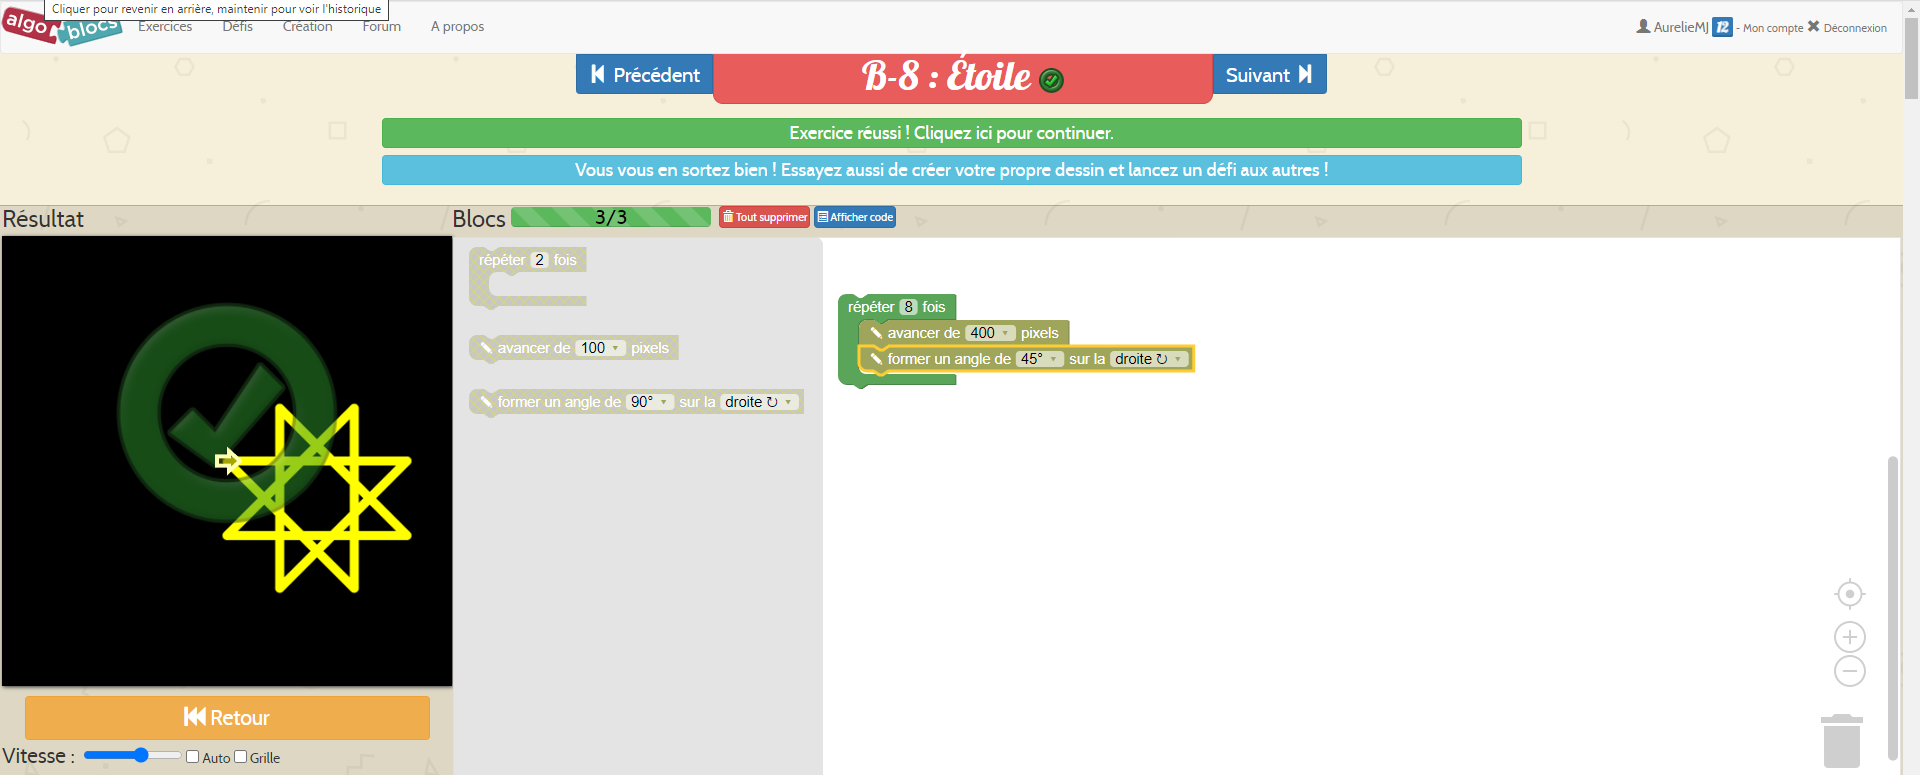 Cliquer pour revenir en arrière, maintenir pour voir l'historique
algo blocs
Exercices Défis Création Forum A propos
AurelieMJ 12 - Mon compte Déconnexion
Précédent
B-8 : Étoile
Suivant
Exercice réussi ! Cliquez ici pour continuer.
Vous vous en sortez bien ! Essayez aussi de créer votre propre dessin et lancez un défi aux autres !
Résultat
Blocs 3/3 Tout supprimer Afficher code
répéter 2 fois
avancer de 100 pixels
former un angle de 90° sur la droite ↻
répéter 8 fois
avancer de 400 pixels
former un angle de 45° sur la droite ↻
Retour
Vitesse : Auto Grille